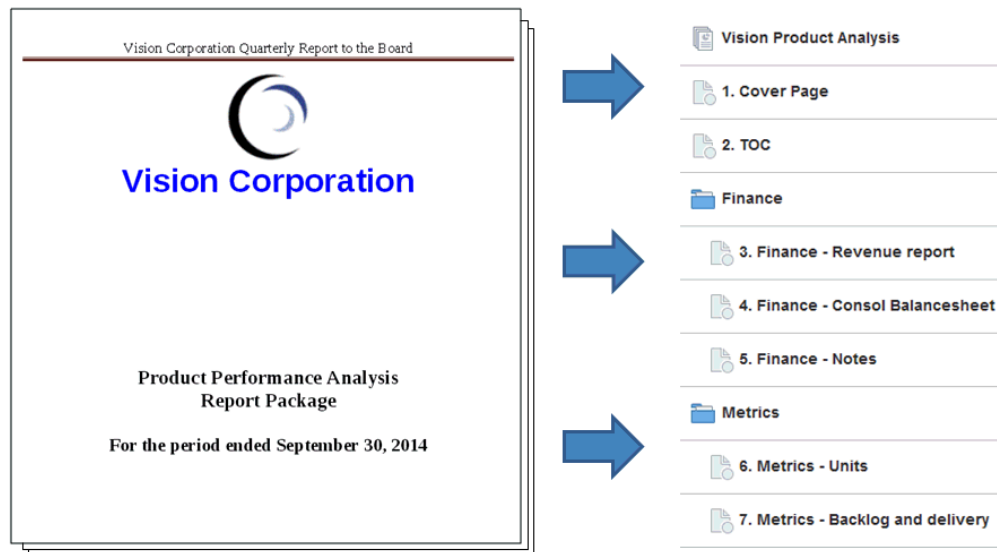 Vision Corporation Quarterly Report to the Board
Vision Corporation
Product Performance Analysis
Report Package
For the period ended September 30, 2014
Vision Product Analysis
1. Cover Page
2. TOC
Finance
3. Finance - Revenue report
4. Finance - Consol Balancesheet
5. Finance - Notes
Metrics
6. Metrics - Units
7. Metrics - Backlog and delivery